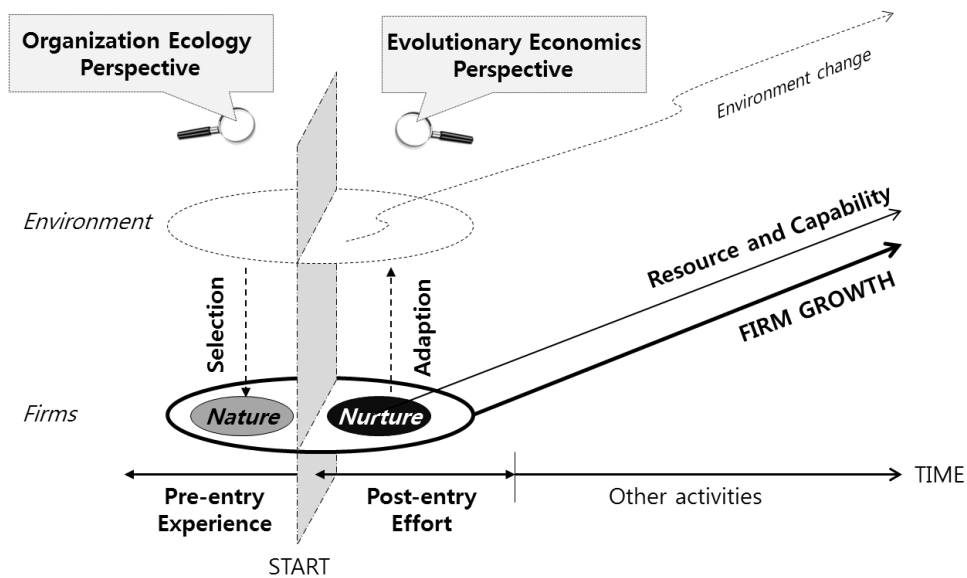 Organization Ecology
Perspective
Evolutionary Economics
Perspective
Environment change
Environment
Resource and Capability
FIRM GROWTH
Selection
Adaption
Firms
Nature
Nurture
TIME
Pre-entry
Experience
Post-entry
Effort
Other activities
START